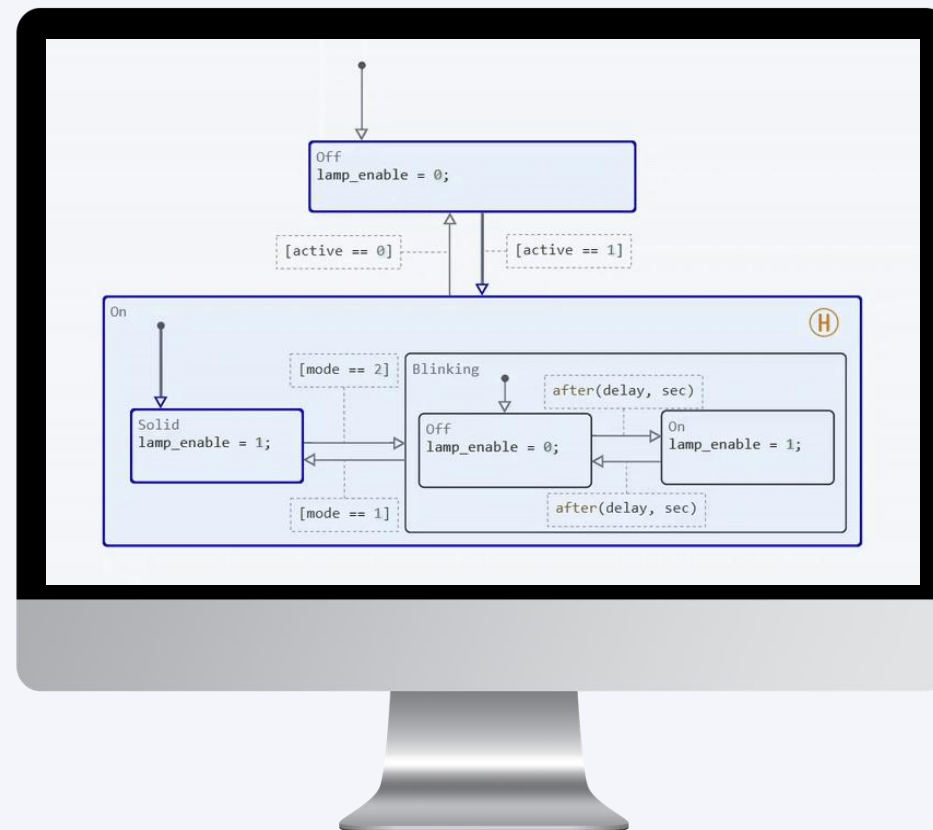 Off
lamp_enable = 0;
[active == 0]
[active == 1]
On
H
[mode == 2]
Blinking
after(delay, sec)
Solid
lamp_enable = 1;
Off
lamp_enable = 0;
On
lamp_enable = 1;
[mode == 1]
after(delay, sec)